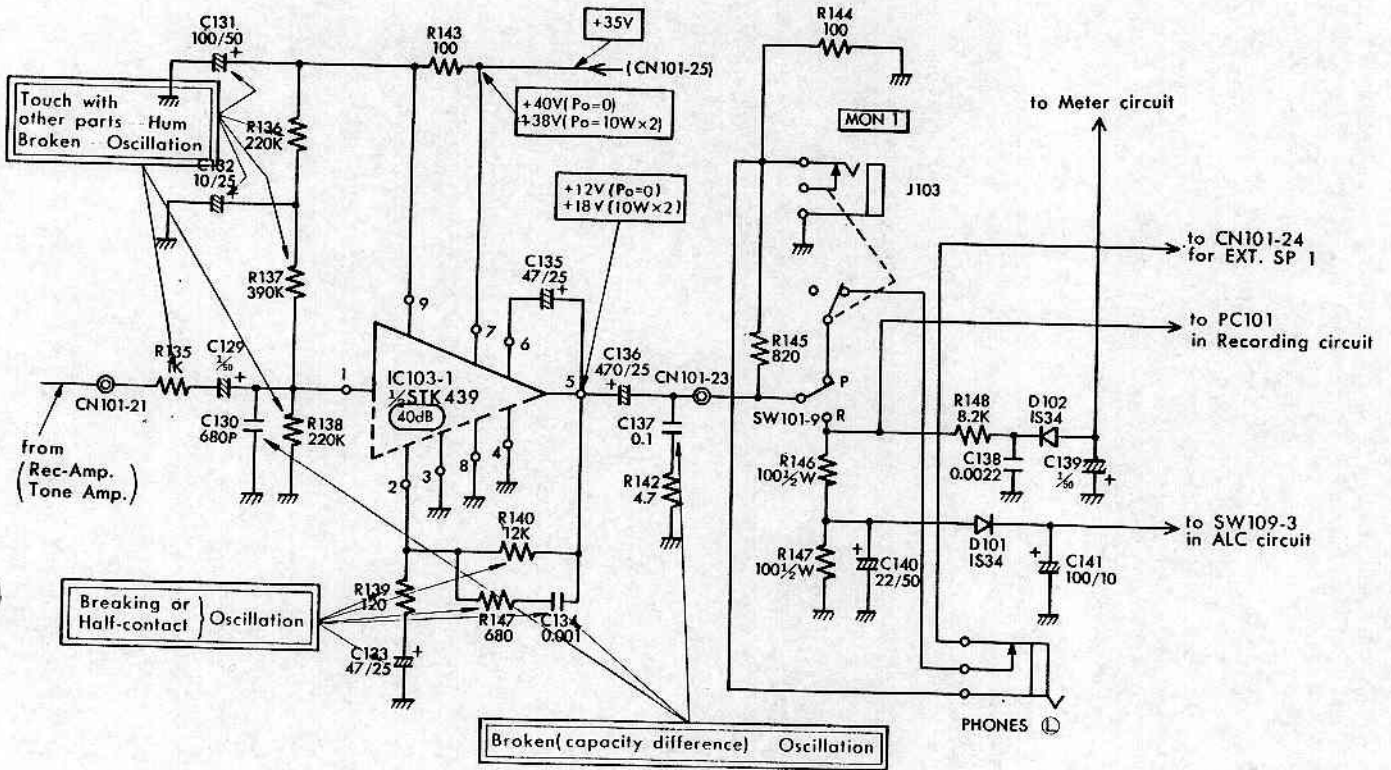 C131
100/50
+
R143
100
+35V
(CN101-25)
R144
100
+40V(Po=0)
+38V(Po=10W×2)
Touch with
other parts Hum
Broken Oscillation
R136
220K
C132
10/25
+
MON 1
J103
to Meter circuit
+12V(Po=0)
+18V(10W×2)
to CN101-24
for EXT. SP 1
R137
390K
C135
47/25
+
9
7
6
R145
820
to PC101
in Recording circuit
R135
1K
C129
1/50
+
1
IC103-1
½STK439
40dB
5
C136
470/25
+
CN101-23
P
SW101-9
R
CN101-21
C130
680P
R138
220K
C137
0.1
R148
8.2K
D102
IS34
from
(Rec-Amp.
Tone Amp.)
2
3
8
4
R142
4.7
R146
100½W
C138
0.0022
C139
1/50
+
R140
12K
to SW109-3
in ALC circuit
R139
120
R147
680
C134
0.001
R147
100½W
+
C140
22/50
D101
IS34
+
C141
100/10
Breaking or
Half-contact } Oscillation
C133
47/25
+
PHONES Ⓛ
Broken(capacity difference) Oscillation